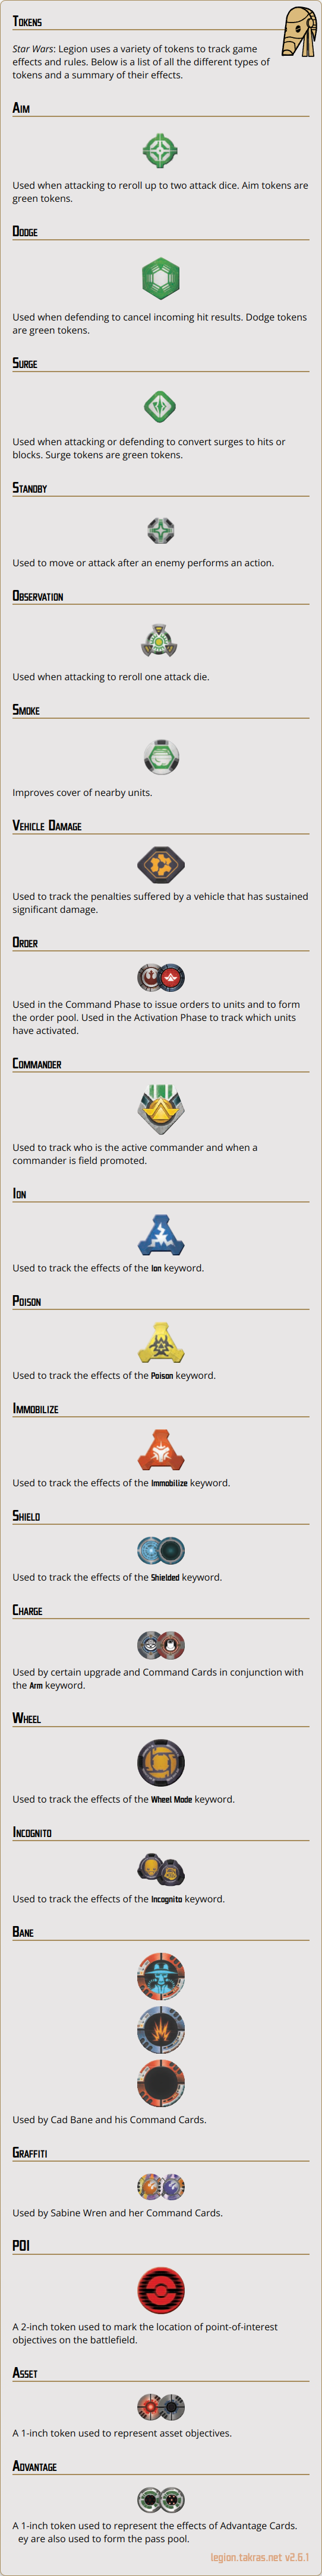 Tokens
Star Wars: Legion uses a variety of tokens to track game
effects and rules. Below is a list of all the different types of
tokens and a summary of their effects.
Aim
Used when attacking to reroll up to two attack dice. Aim tokens are
green tokens.
Dodge
Used when defending to cancel incoming hit results. Dodge tokens
are green tokens.
Surge
Used when attacking or defending to convert surges to hits or
blocks. Surge tokens are green tokens.
Standby
Used to move or attack after an enemy performs an action.
Observation
Used when attacking to reroll one attack die.
Smoke
Improves cover of nearby units.
Vehicle Damage
Used to track the penalties suffered by a vehicle that has sustained
significant damage.
Order
Used in the Command Phase to issue orders to units and to form
the order pool. Used in the Activation Phase to track which units
have activated.
Commander
Used to track who is the active commander and when a
commander is field promoted.
Ion
Used to track the effects of the Ion keyword.
Poison
Used to track the effects of the Poison keyword.
Immobilize
Used to track the effects of the Immobilize keyword.
Shield
Used to track the effects of the Shielded keyword.
Charge
Used by certain upgrade and Command Cards in conjunction with
the Arm keyword.
Wheel
Used to track the effects of the Wheel Mode keyword.
Incognito
Used to track the effects of the Incognito keyword.
Bane
Used by Cad Bane and his Command Cards.
Graffiti
Used by Sabine Wren and her Command Cards.
POI
A 2-inch token used to mark the location of point-of-interest
objectives on the battlefield.
Asset
A 1-inch token used to represent asset objectives.
Advantage
A 1-inch token used to represent the effects of Advantage Cards.
ey are also used to form the pass pool.
legion.takras.net v2.6.1